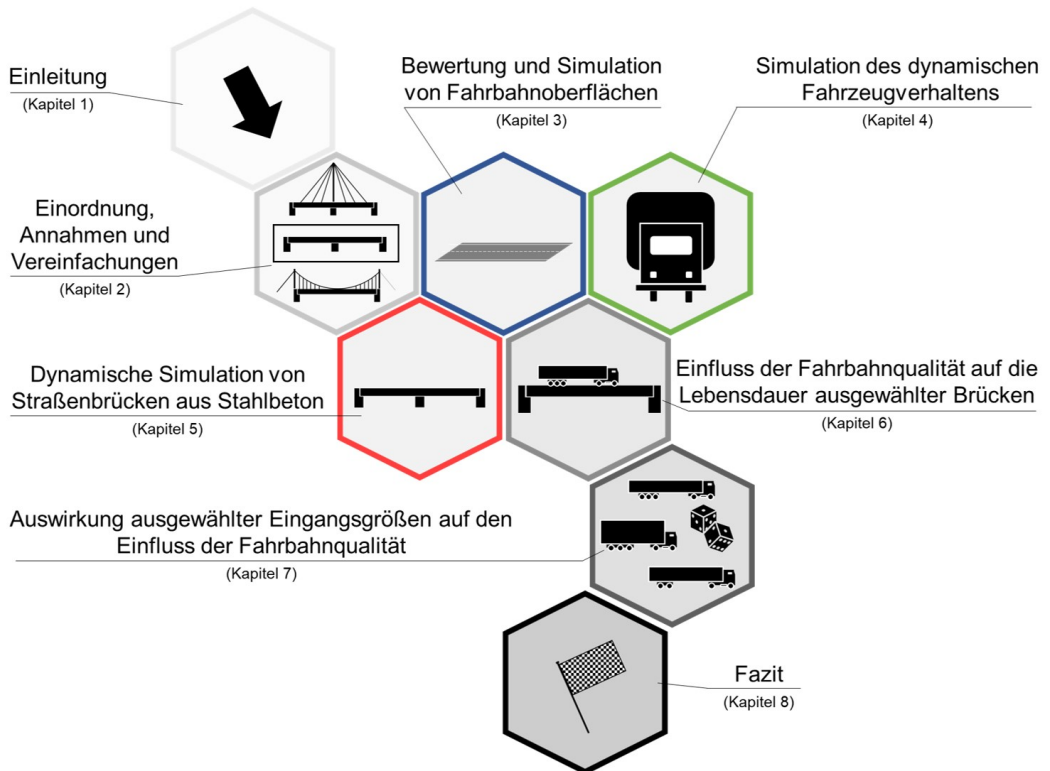 Einleitung
(Kapitel 1)
Einordnung,
Annahmen und
Vereinfachungen
(Kapitel 2)
Bewertung und Simulation
von Fahrbahnoberflächen
(Kapitel 3)
Simulation des dynamischen
Fahrzeugverhaltens
(Kapitel 4)
Dynamische Simulation von
Straßenbrücken aus Stahlbeton
(Kapitel 5)
Einfluss der Fahrbahnqualität auf die
Lebensdauer ausgewählter Brücken
(Kapitel 6)
Auswirkung ausgewählter Eingangsgrößen auf den
Einfluss der Fahrbahnqualität
(Kapitel 7)
Fazit
(Kapitel 8)